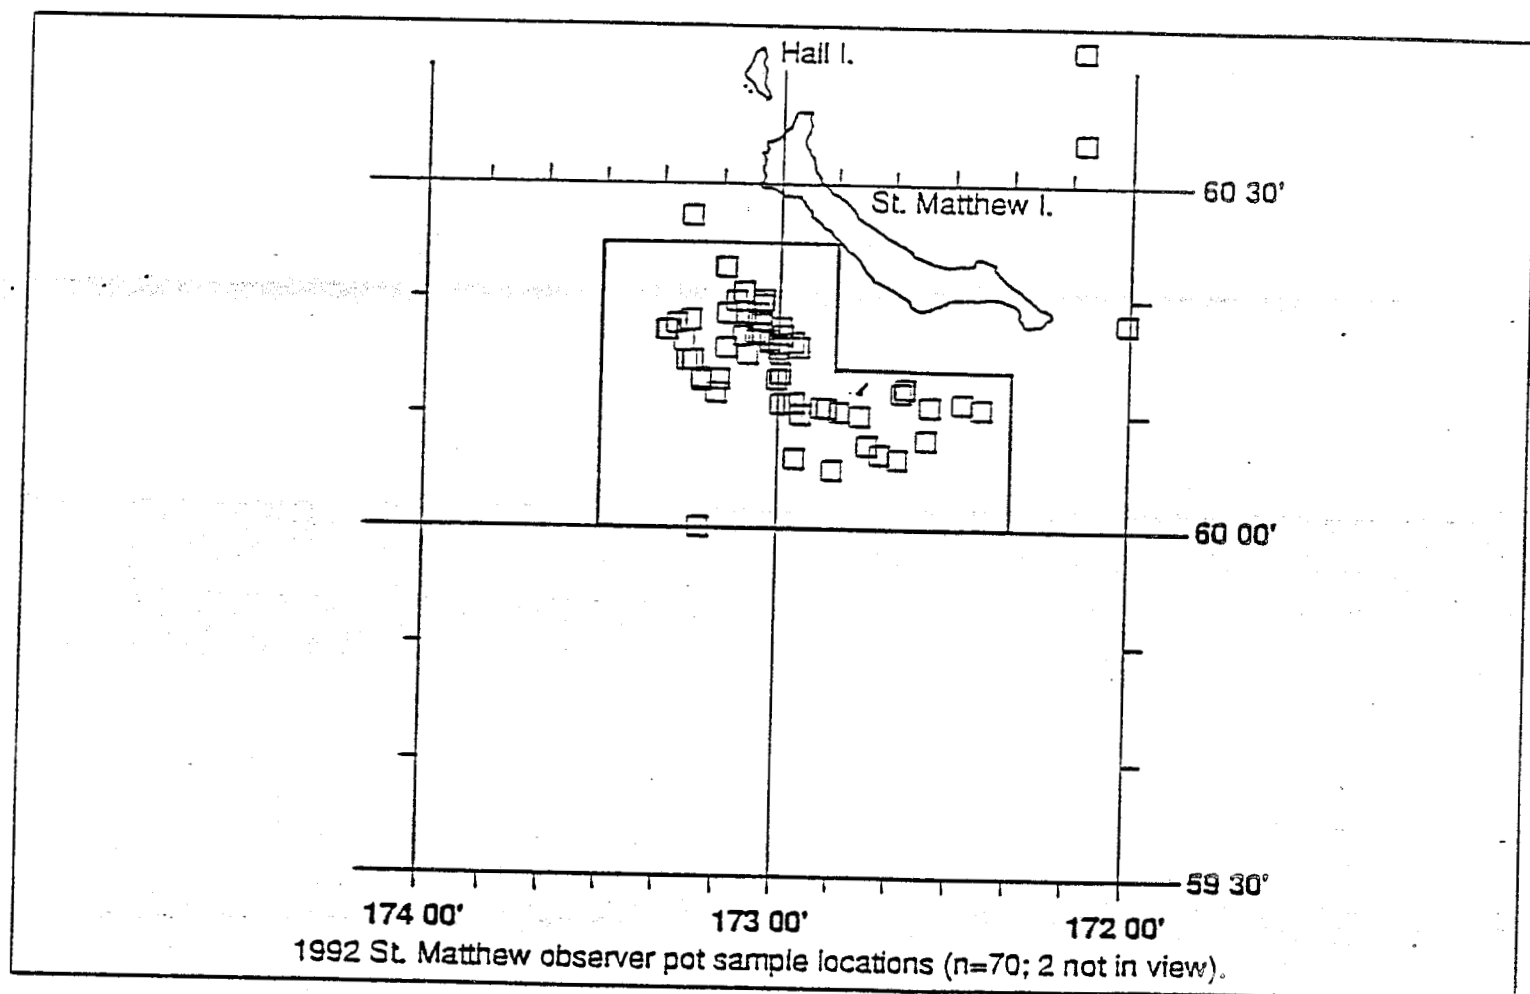 Hall I.
St. Matthew I.
60 30'
60 00'
59 30'
174 00'
173 00'
172 00'
1992 St. Matthew observer pot sample locations (n=70; 2 not in view).